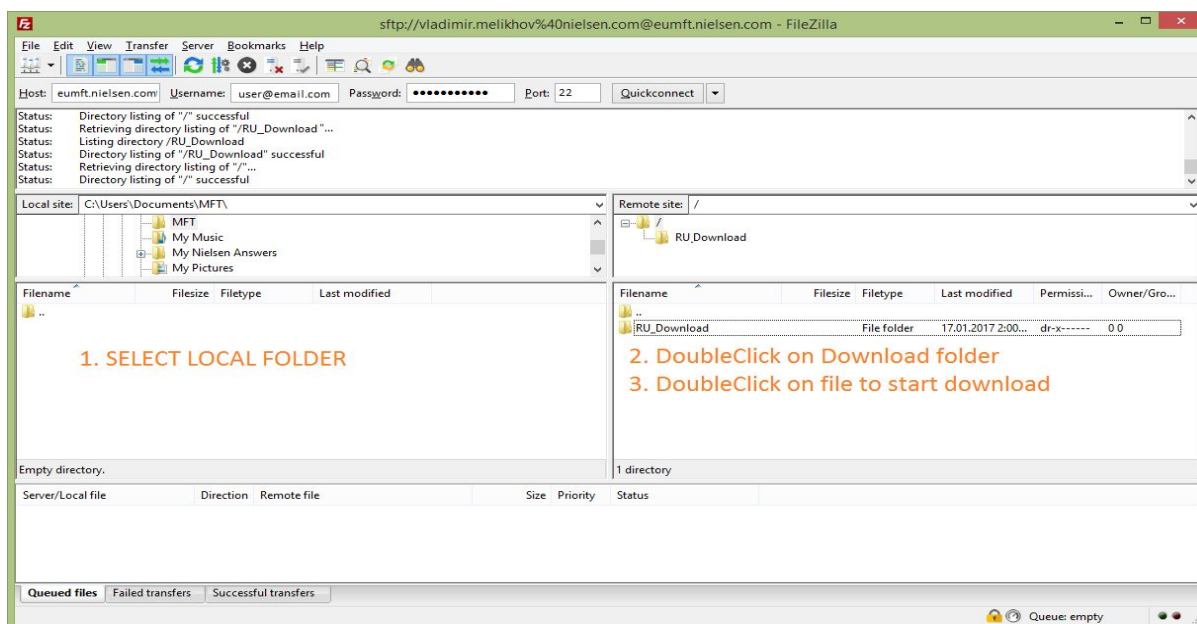 sftp://vladimir.melikhov%40nielsen.com@eumft.nielsen.com - FileZilla
File Edit View Transfer Server Bookmarks Help
Host: eumft.nielsen.com Username: user@email.com Password: ●●●●●●●●●●● Port: 22 Quickconnect
Status: Directory listing of "/" successful
Status: Retrieving directory listing of "/RU_Download"...
Status: Listing directory /RU_Download
Status: Directory listing of "/RU_Download" successful
Status: Retrieving directory listing of "/"...
Status: Directory listing of "/" successful
Local site: C:\Users\Documents\MFT\
MFT
My Music
My Nielsen Answers
My Pictures
Remote site: /
/
RU_Download
Filename Filesize Filetype Last modified
..
1. SELECT LOCAL FOLDER
Empty directory.
Filename Filesize Filetype Last modified Permissi... Owner/Gro...
..
RU_Download File folder 17.01.2017 2:00... dr-x------ 0 0
2. DoubleClick on Download folder
3. DoubleClick on file to start download
1 directory
Server/Local file Direction Remote file Size Priority Status
Queued files Failed transfers Successful transfers
Queue: empty